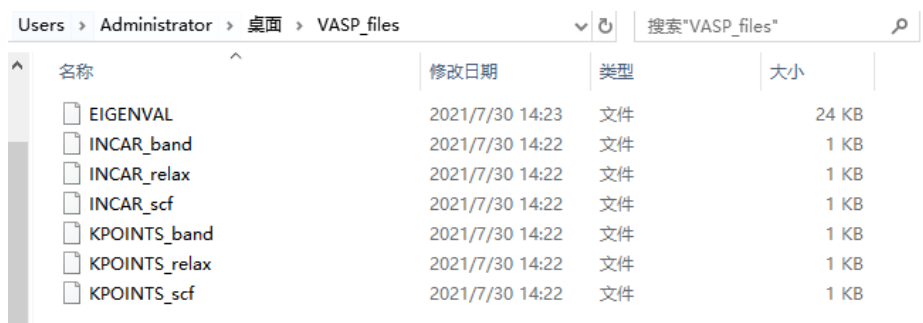 Users › Administrator › 桌面 › VASP_files 搜索"VASP_files"
名称 修改日期 类型 大小
EIGENVAL 2021/7/30 14:23 文件 24 KB
INCAR_band 2021/7/30 14:22 文件 1 KB
INCAR_relax 2021/7/30 14:22 文件 1 KB
INCAR_scf 2021/7/30 14:22 文件 1 KB
KPOINTS_band 2021/7/30 14:22 文件 1 KB
KPOINTS_relax 2021/7/30 14:22 文件 1 KB
KPOINTS_scf 2021/7/30 14:22 文件 1 KB